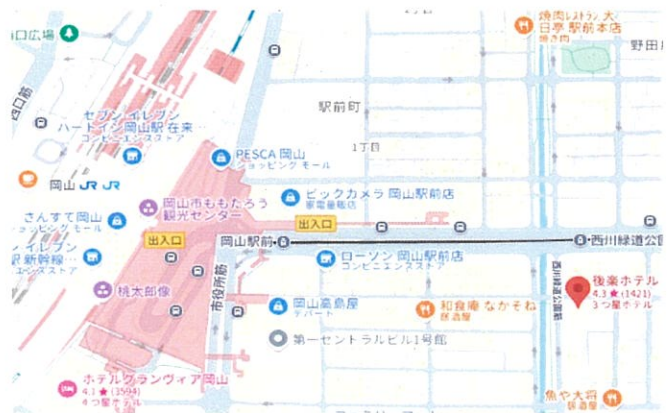 焼肉レストラン 大
日亭 駅前本店
焼き肉
口広場
野田
西口筋
駅前町
セブン-イレブン
ハートイン岡山駅 在来…
コンビニエンスストア
1丁目
PESCA 岡山
ショッピング モール
岡山 JR JR
岡山市ももたろう
観光センター
ビックカメラ 岡山駅前店
家電量販店
さんすて岡山
ショッピング モール
出入口
出入口
岡山駅前
西川緑道公園
イレブン
駅 新幹線…
ニエンスストア
ローソン 岡山駅前店
コンビニエンスストア
市役所筋
西川緑道公園筋
後楽ホテル
4.3 ★ (1421)
3 つ星ホテル
桃太郎像
岡山高島屋
デパート
和食庵 なかそね
居酒屋
第一セントラルビル1号館
ホテルグランヴィア岡山
4.1 ★ (3594)
4 つ星ホテル
魚や大将
居酒屋